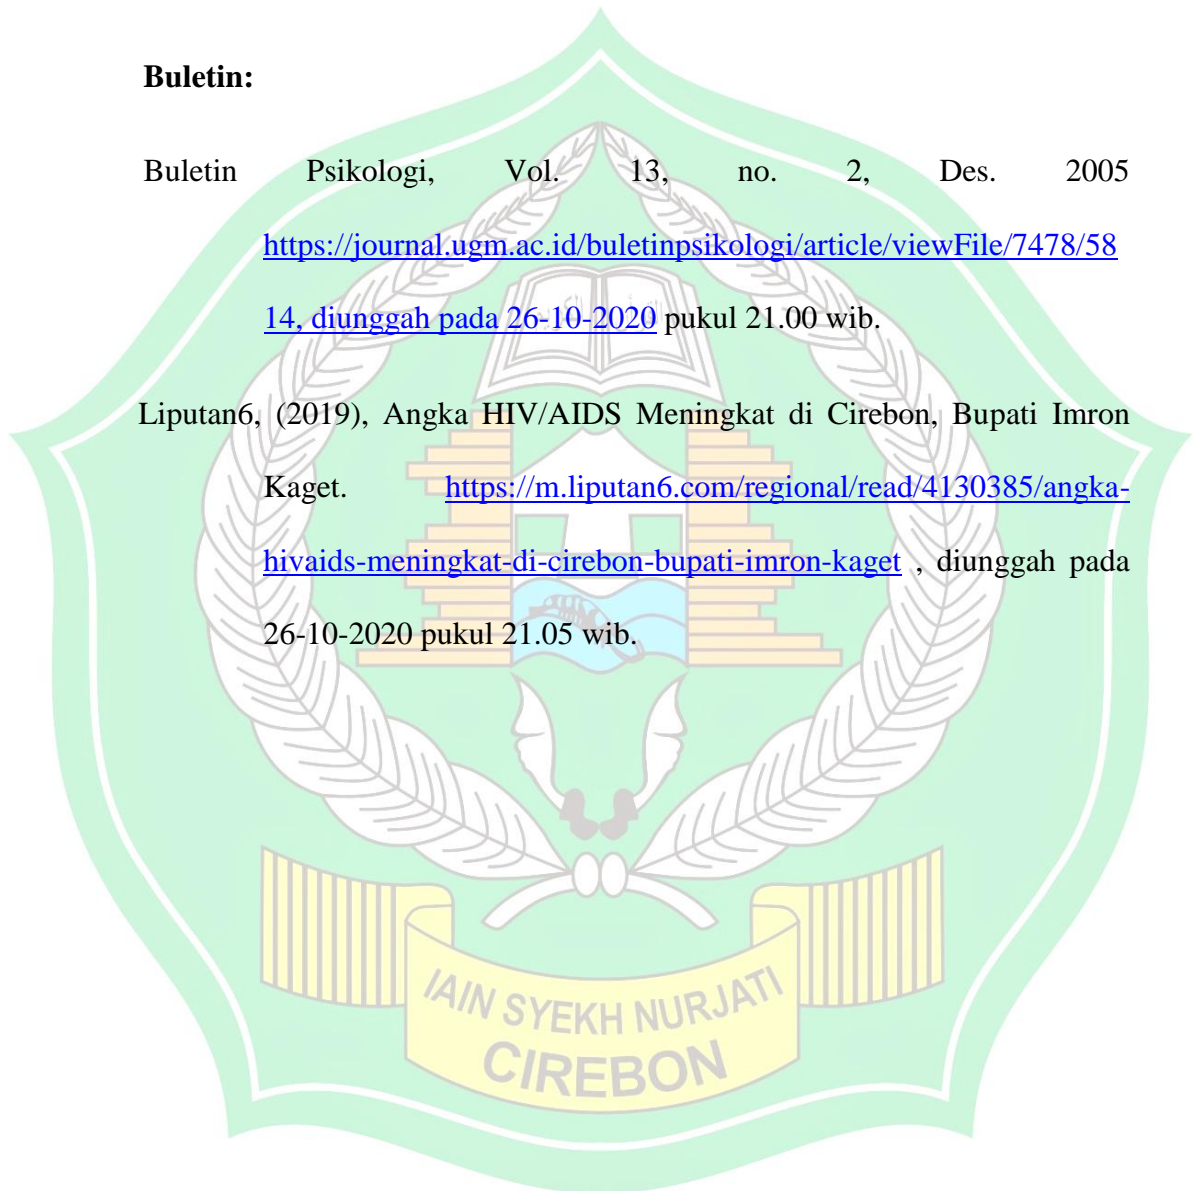 Buletin:
Buletin Psikologi, Vol. 13, no. 2, Des. 2005
https://journal.ugm.ac.id/buletinpsikologi/article/viewFile/7478/58
14, diunggah pada 26-10-2020 pukul 21.00 wib.
Liputan6, (2019), Angka HIV/AIDS Meningkat di Cirebon, Bupati Imron
Kaget. https://m.liputan6.com/regional/read/4130385/angka-
hivaids-meningkat-di-cirebon-bupati-imron-kaget , diunggah pada
26-10-2020 pukul 21.05 wib.
IAIN SYEKH NURJATI
CIREBON